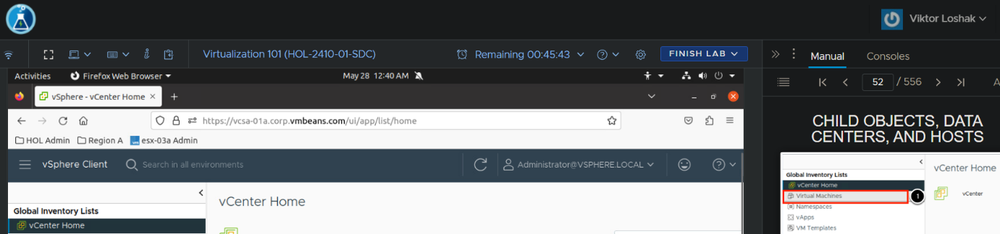 Viktor Loshak
Virtualization 101 (HOL-2410-01-SDC)
Remaining 00:45:43
FINISH LAB
Manual
Consoles
Activities
Firefox Web Browser
May 28 12:40 AM
52 / 556
vSphere - vCenter Home
https://vcsa-01a.corp.vmbeans.com/ui/app/list/home
HOL Admin
Region A
esx-03a Admin
vSphere Client
Search in all environments
Administrator@VSPHERE.LOCAL
Global Inventory Lists
vCenter Home
vCenter Home
CHILD OBJECTS, DATA
CENTERS, AND HOSTS
Global Inventory Lists
vCenter Home
Virtual Machines
1
Namespaces
vApps
VM Templates
vCenter Home
vCenter